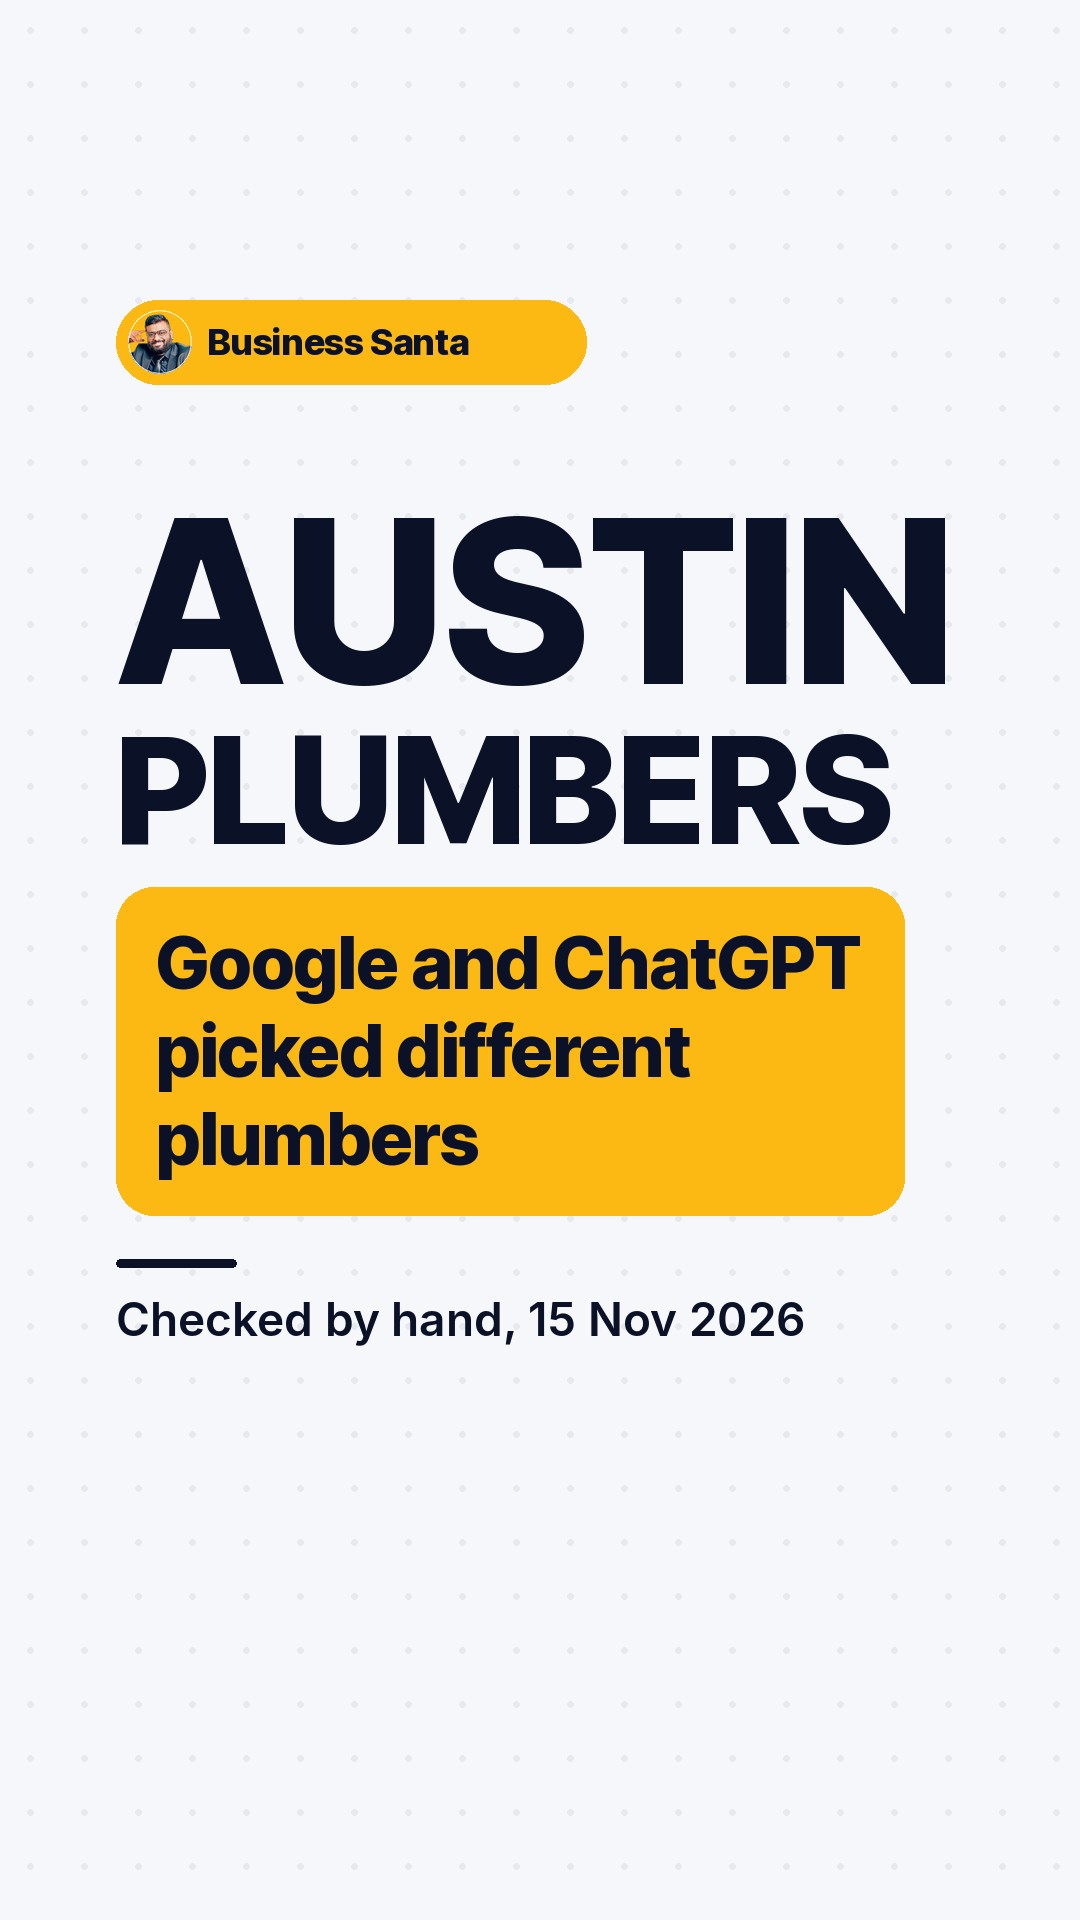 Business Santa
AUSTIN
PLUMBERS
Google and ChatGPT
picked different
plumbers
Checked by hand, 15 Nov 2026